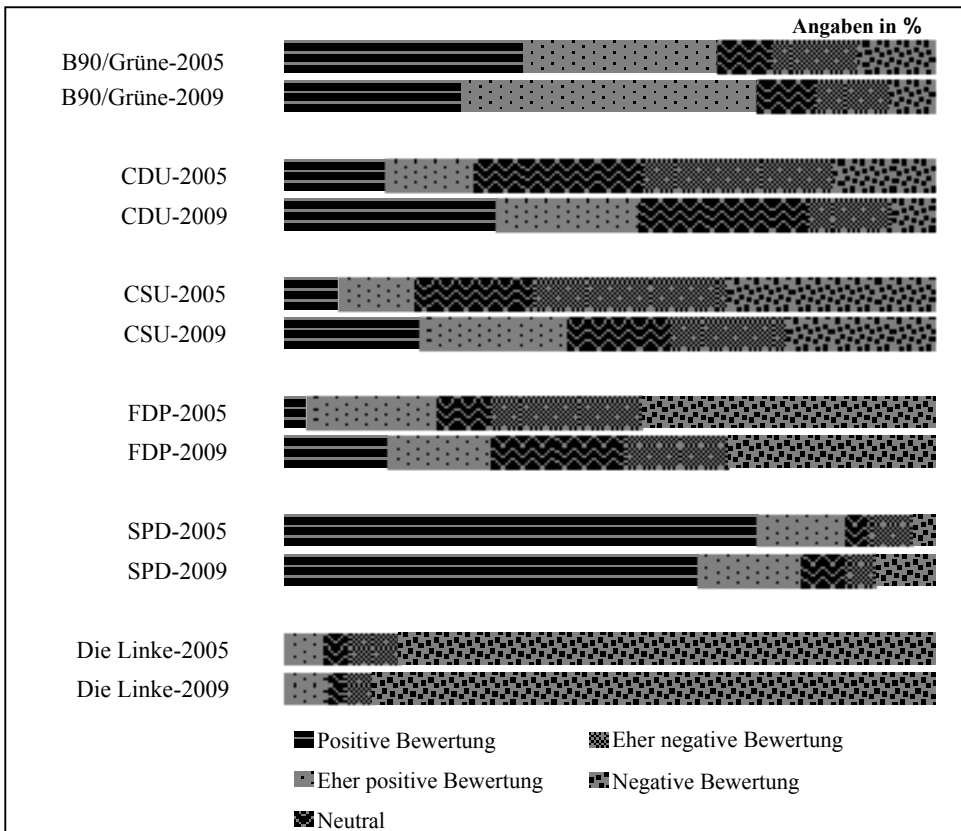 Angaben in %
B90/Grüne-2005
B90/Grüne-2009
CDU-2005
CDU-2009
CSU-2005
CSU-2009
FDP-2005
FDP-2009
SPD-2005
SPD-2009
Die Linke-2005
Die Linke-2009
Positive Bewertung
Eher negative Bewertung
Eher positive Bewertung
Negative Bewertung
Neutral